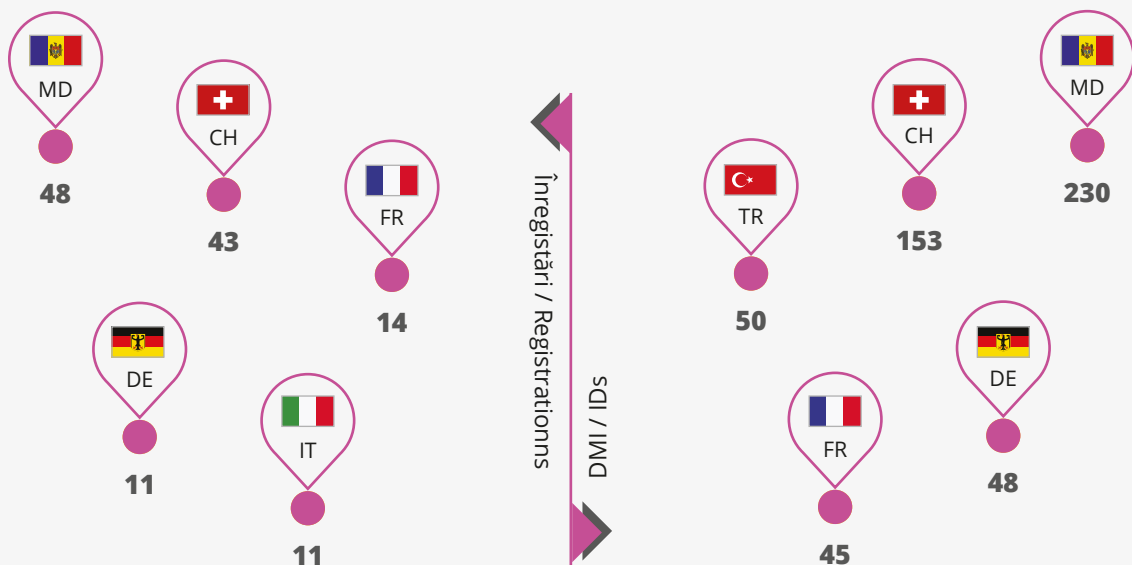 MD
48
CH
43
FR
14
DE
11
IT
11
Înregistări / Registrationns
DMI / IDs
MD
230
CH
153
TR
50
DE
48
FR
45